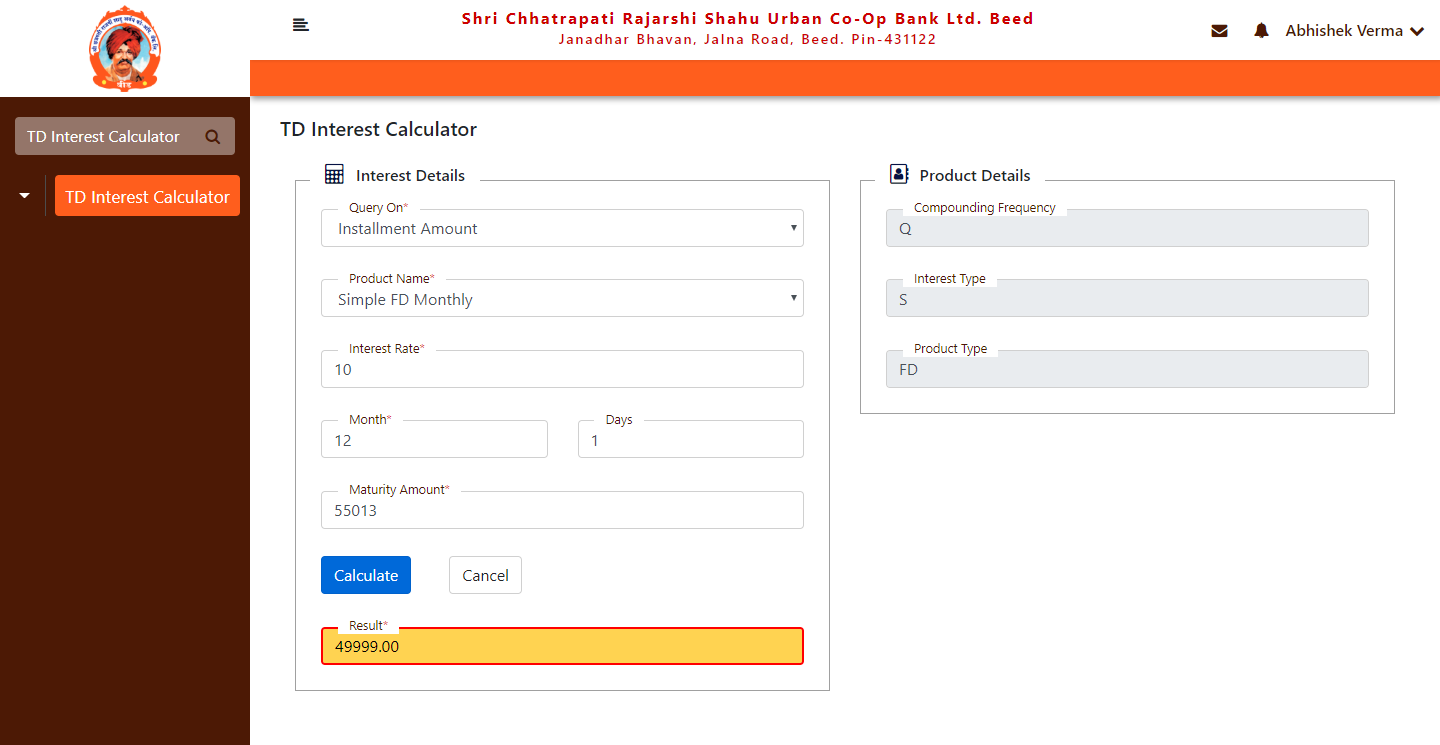 Shri Chhatrapati Rajarshi Shahu Urban Co-Op Bank Ltd. Beed
Janadhar Bhavan, Jalna Road, Beed. Pin-431122
Abhishek Verma
TD Interest Calculator
TD Interest Calculator
TD Interest Calculator
Interest Details
Query On*
Installment Amount
Product Name*
Simple FD Monthly
Interest Rate*
10
Month* Days
12 1
Maturity Amount*
55013
Calculate Cancel
Result*
49999.00
Product Details
Compounding Frequency
Q
Interest Type
S
Product Type
FD